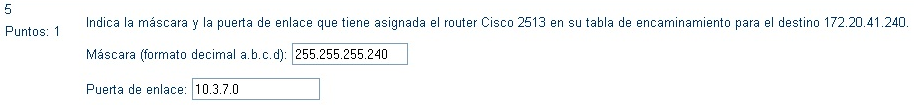 5
Puntos: 1
Indica la máscara y la puerta de enlace que tiene asignada el router Cisco 2513 en su tabla de encaminamiento para el destino 172.20.41.240.
Máscara (formato decimal a.b.c.d): 255.255.255.240
Puerta de enlace: 10.3.7.0